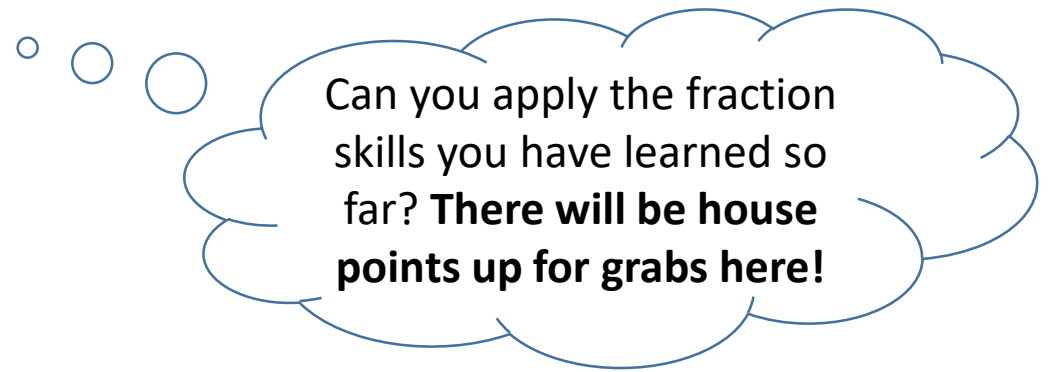 Can you apply the fraction
skills you have learned so
far? There will be house
points up for grabs here!